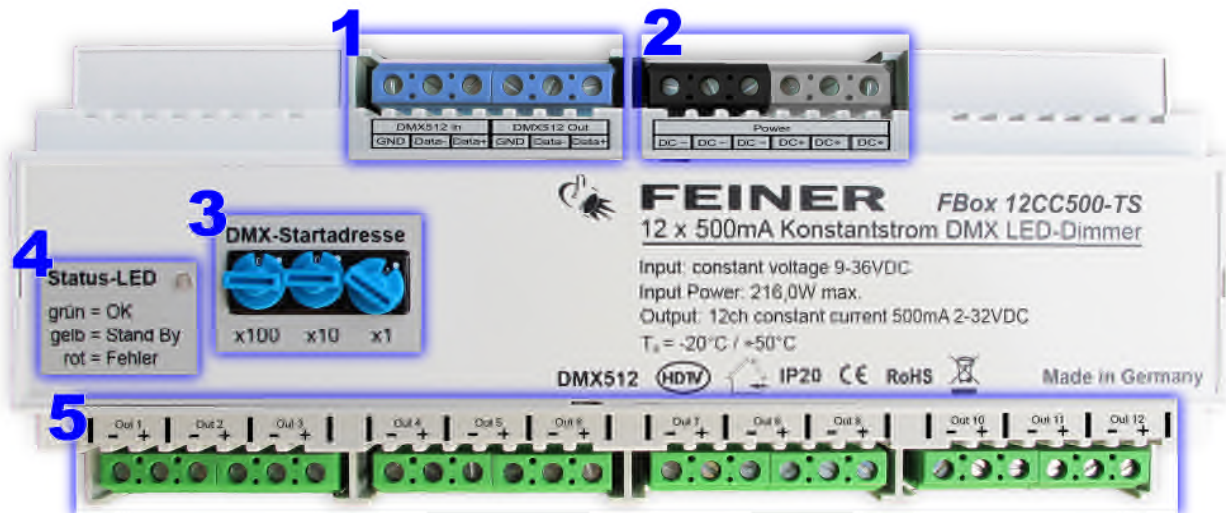 1
2
DMX512 In DMX512 Out
GND Data- Data+ GND Data- Data+
Power
DC - DC - DC - DC+ DC+ DC+
3
DMX-Startadresse
x100 x10 x1
4
Status-LED
grün = OK
gelb = Stand By
rot = Fehler
FEINER FBox 12CC500-TS
12 x 500mA Konstantstrom DMX LED-Dimmer
Input: constant voltage 9-36VDC
Input Power: 216,0W max.
Output: 12ch constant current 500mA 2-32VDC
Tₐ = -20°C / +50°C
DMX512 HDTV IP20 CE RoHS Made in Germany
5
Out 1 Out 2 Out 3 Out 4 Out 5 Out 6 Out 7 Out 8 Out 9 Out 10 Out 11 Out 12
- + - + - + - + - + - + - + - + - + - + - + - +